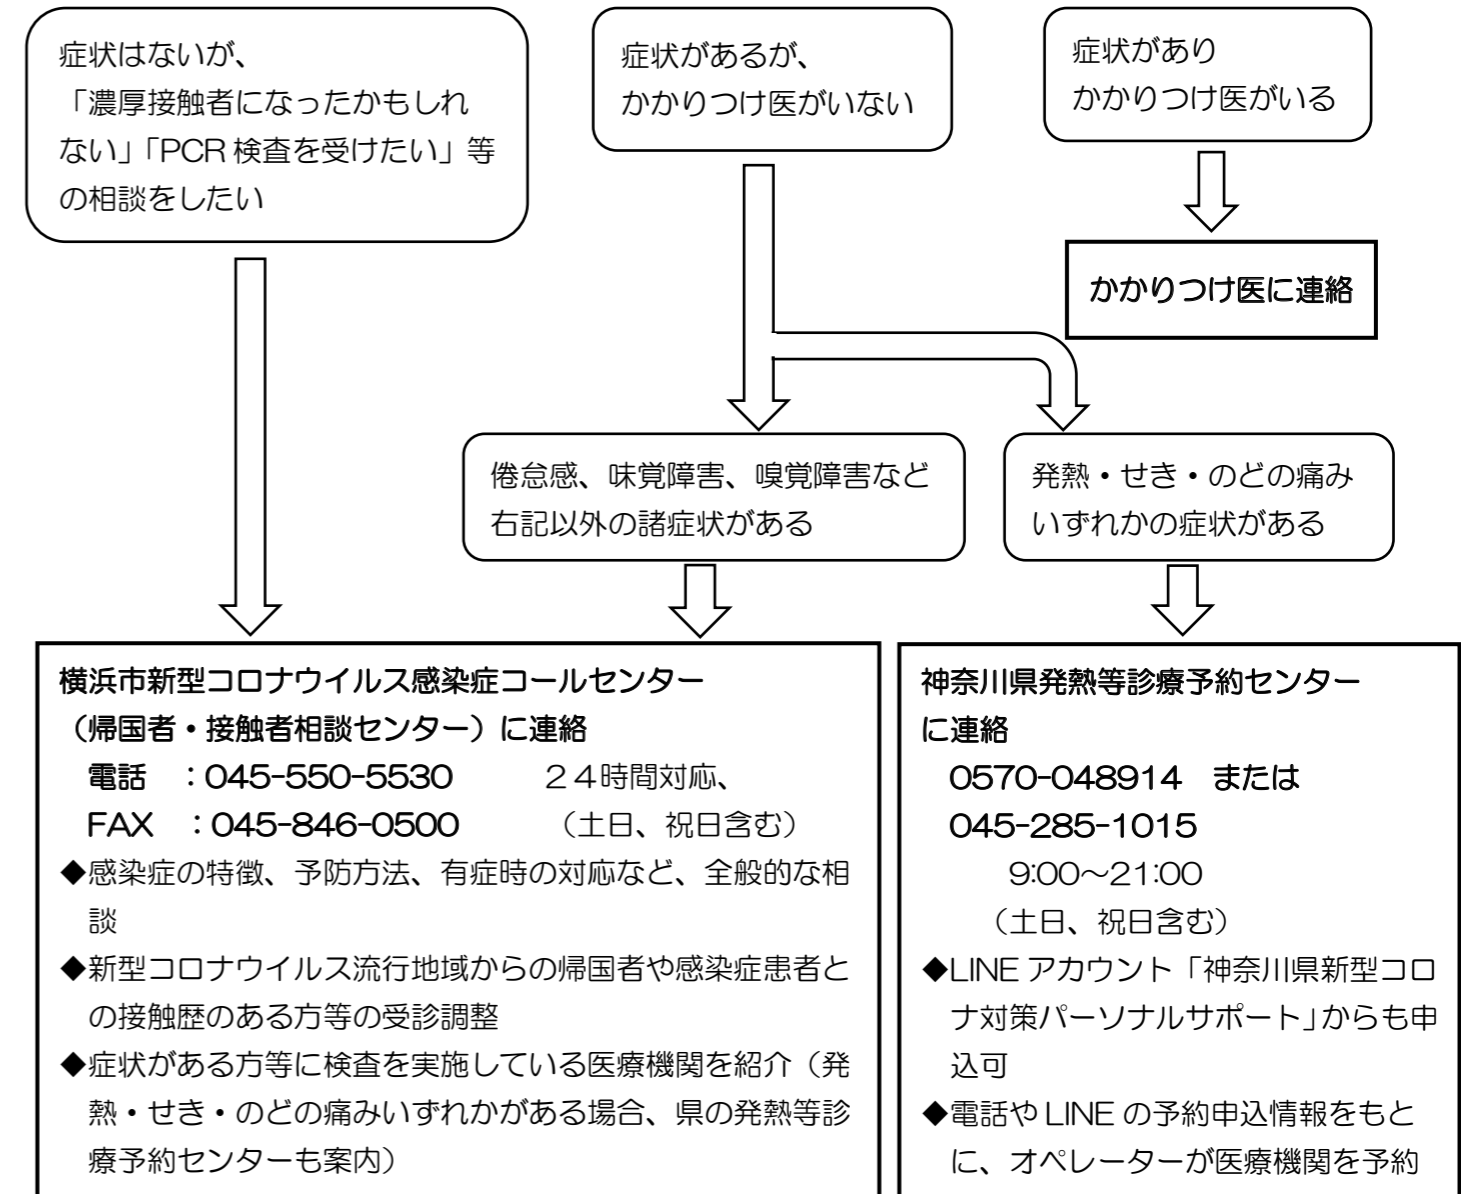 症状はないが、
「濃厚接触者になったかもしれ
ない」「PCR 検査を受けたい」等
の相談をしたい
症状があるが、
かかりつけ医がいない
症状があり
かかりつけ医がいる
かかりつけ医に連絡
倦怠感、味覚障害、嗅覚障害など
右記以外の諸症状がある
発熱・せき・のどの痛み
いずれかの症状がある
横浜市新型コロナウイルス感染症コールセンター
（帰国者・接触者相談センター）に連絡
電話　：045-550-5530　　　２４時間対応、
FAX　：045-846-0500　　　（土日、祝日含む）
◆感染症の特徴、予防方法、有症時の対応など、全般的な相
談
◆新型コロナウイルス流行地域からの帰国者や感染症患者と
の接触歴のある方等の受診調整
◆症状がある方等に検査を実施している医療機関を紹介（発
熱・せき・のどの痛みいずれかがある場合、県の発熱等診
療予約センターも案内）
神奈川県発熱等診療予約センター
に連絡
0570-048914　または
045-285-1015
9:00～21:00
（土日、祝日含む）
◆LINE アカウント「神奈川県新型コロ
ナ対策パーソナルサポート」からも申
込可
◆電話や LINE の予約申込情報をもと
に、オペレーターが医療機関を予約